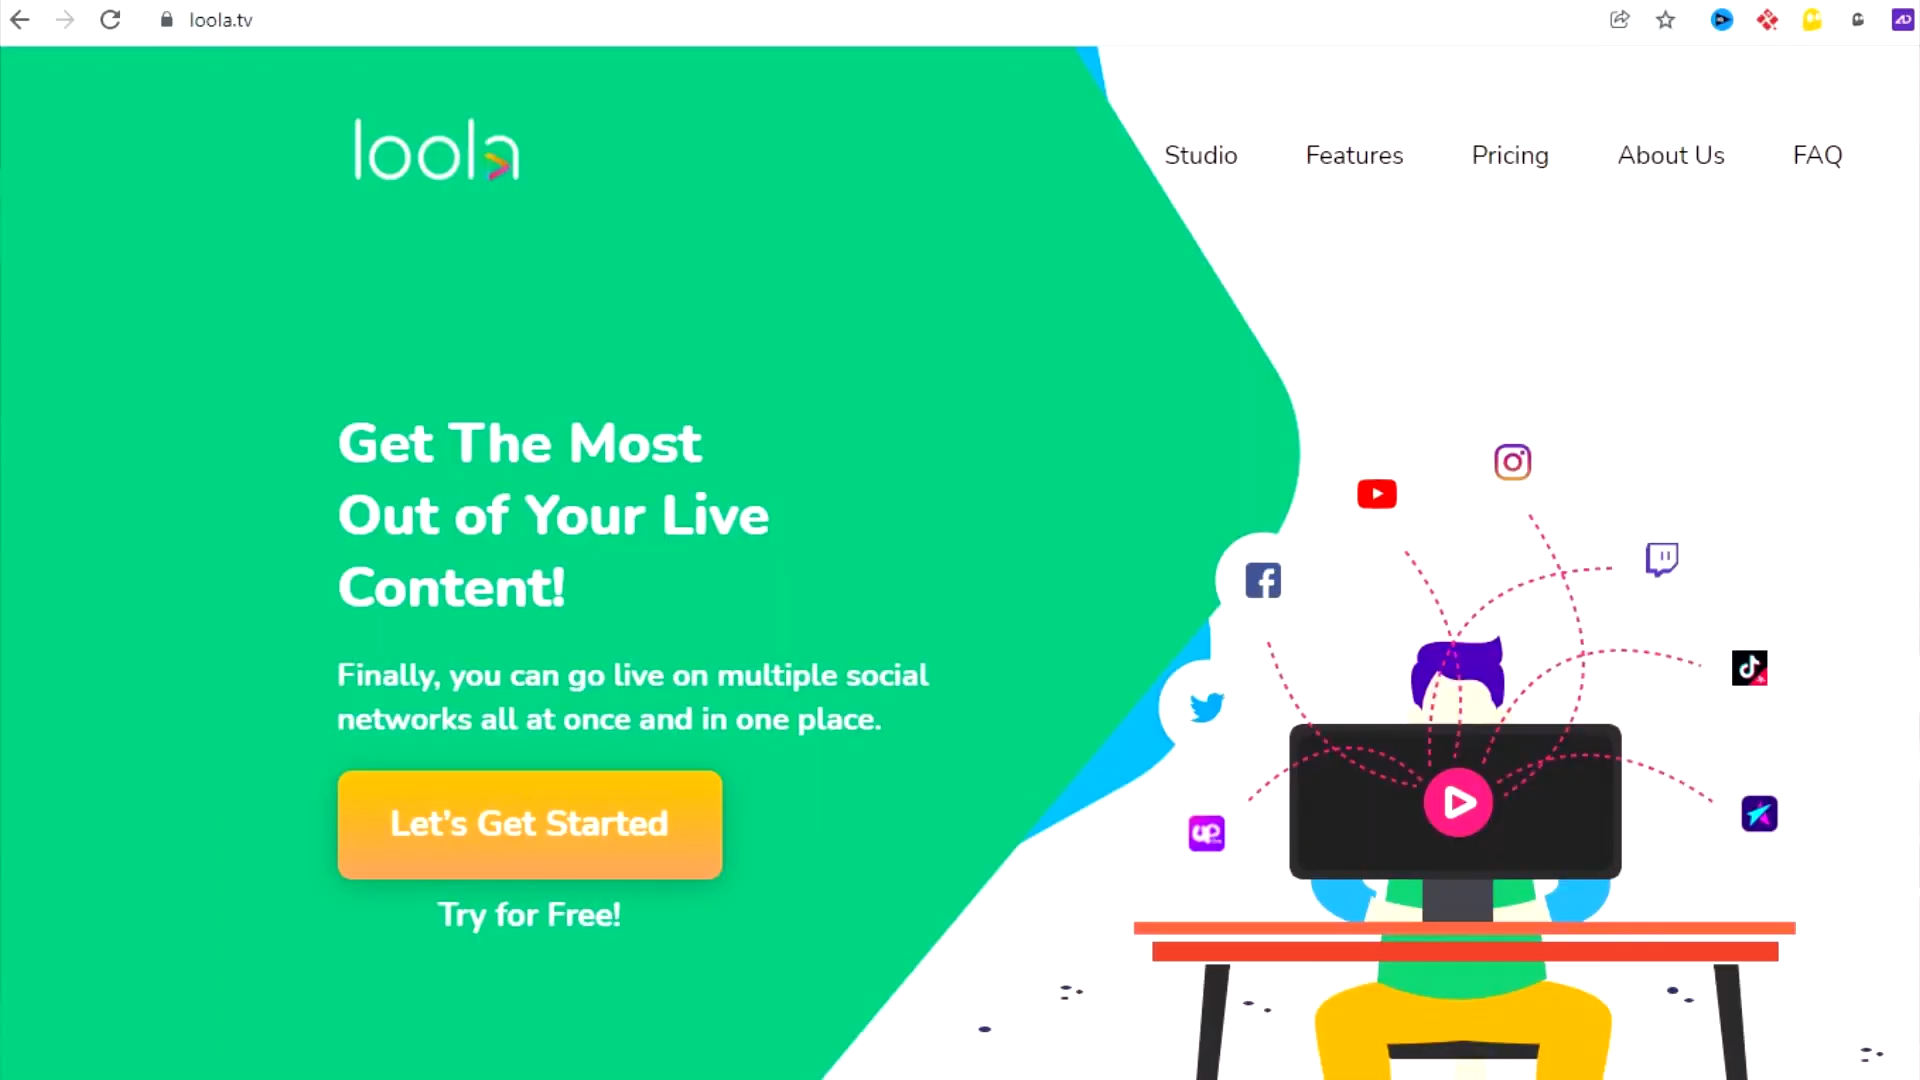 loola.tv
loola
Studio Features Pricing About Us FAQ
Get The Most
Out of Your Live
Content!
Finally, you can go live on multiple social
networks all at once and in one place.
Let's Get Started
Try for Free!
up